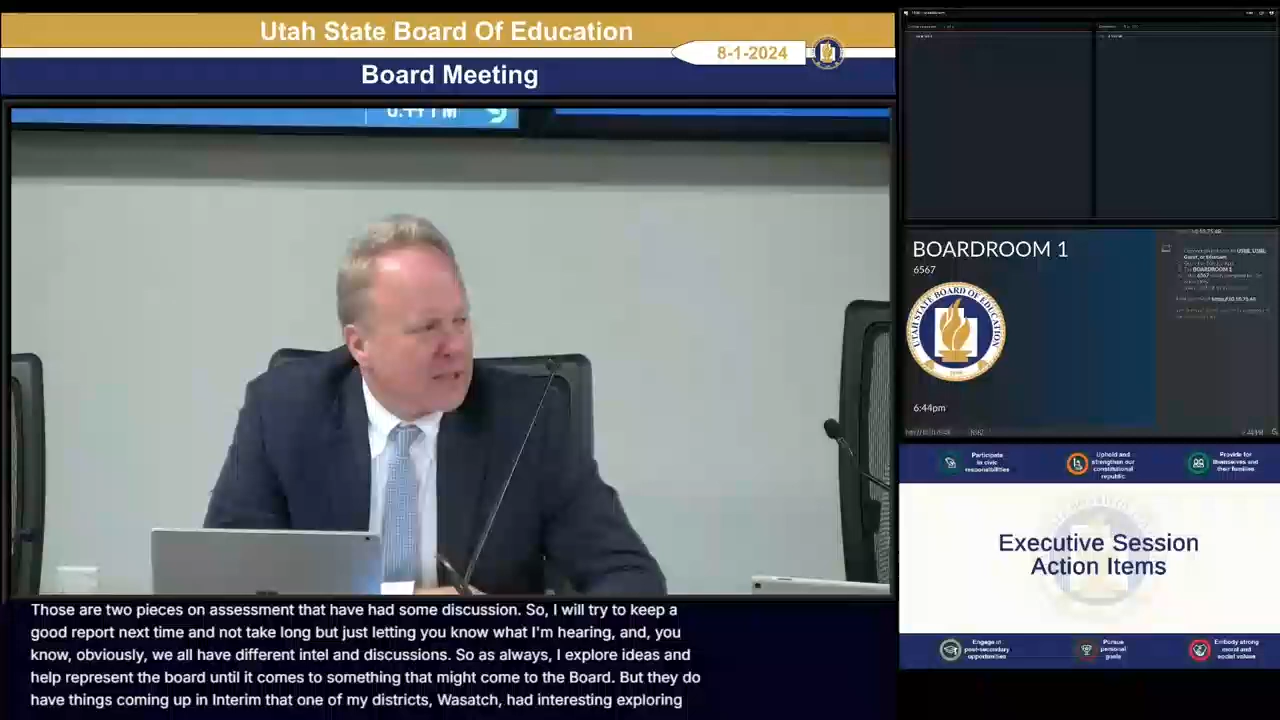 Utah State Board Of Education
8-1-2024
Board Meeting
BOARDROOM 1
6567
UTAH STATE BOARD OF EDUCATION
6:44pm
Participate
in civic
responsibilities
Uphold and
strengthen our
constitutional
republic
Provide for
themselves and
their families
Executive Session
Action Items
Engage in
post-secondary
opportunities
Pursue
personal
goals
Embody strong
moral and
social values
Those are two pieces on assessment that have had some discussion. So, I will try to keep a
good report next time and not take long but just letting you know what I'm hearing, and, you
know, obviously, we all have different intel and discussions. So as always, I explore ideas and
help represent the board until it comes to something that might come to the Board. But they do
have things coming up in Interim that one of my districts, Wasatch, had interesting exploring